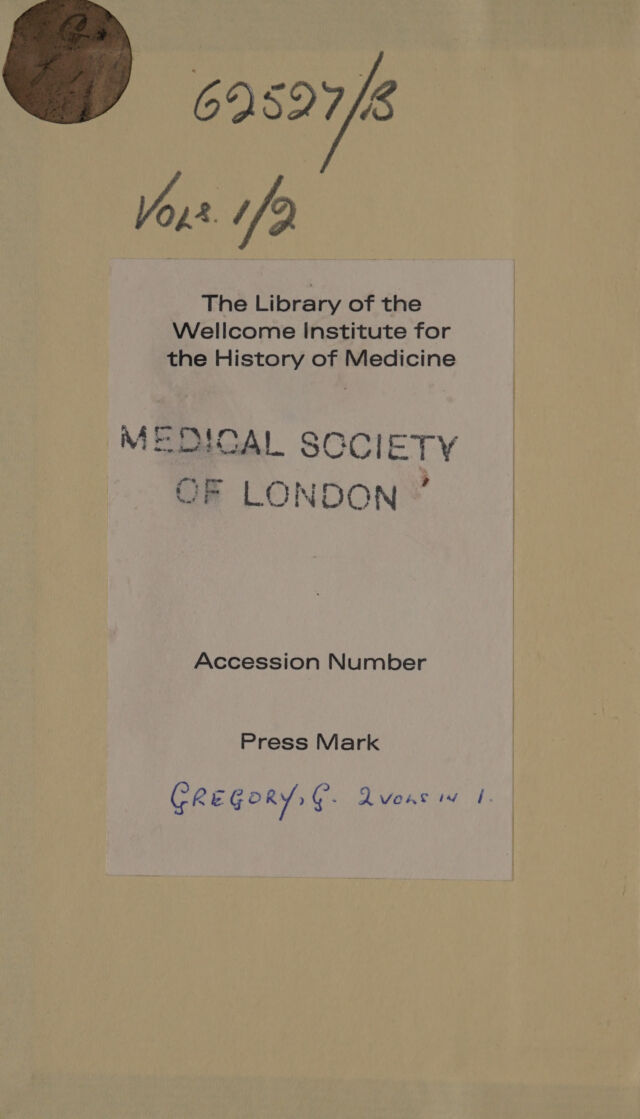 G.
62527/B
VOLS. 1/2
The Library of the
Wellcome Institute for
the History of Medicine
MEDICAL SOCIETY
OF LONDON
Accession Number
Press Mark
GREGORY, G. 2 VOLS IN 1.